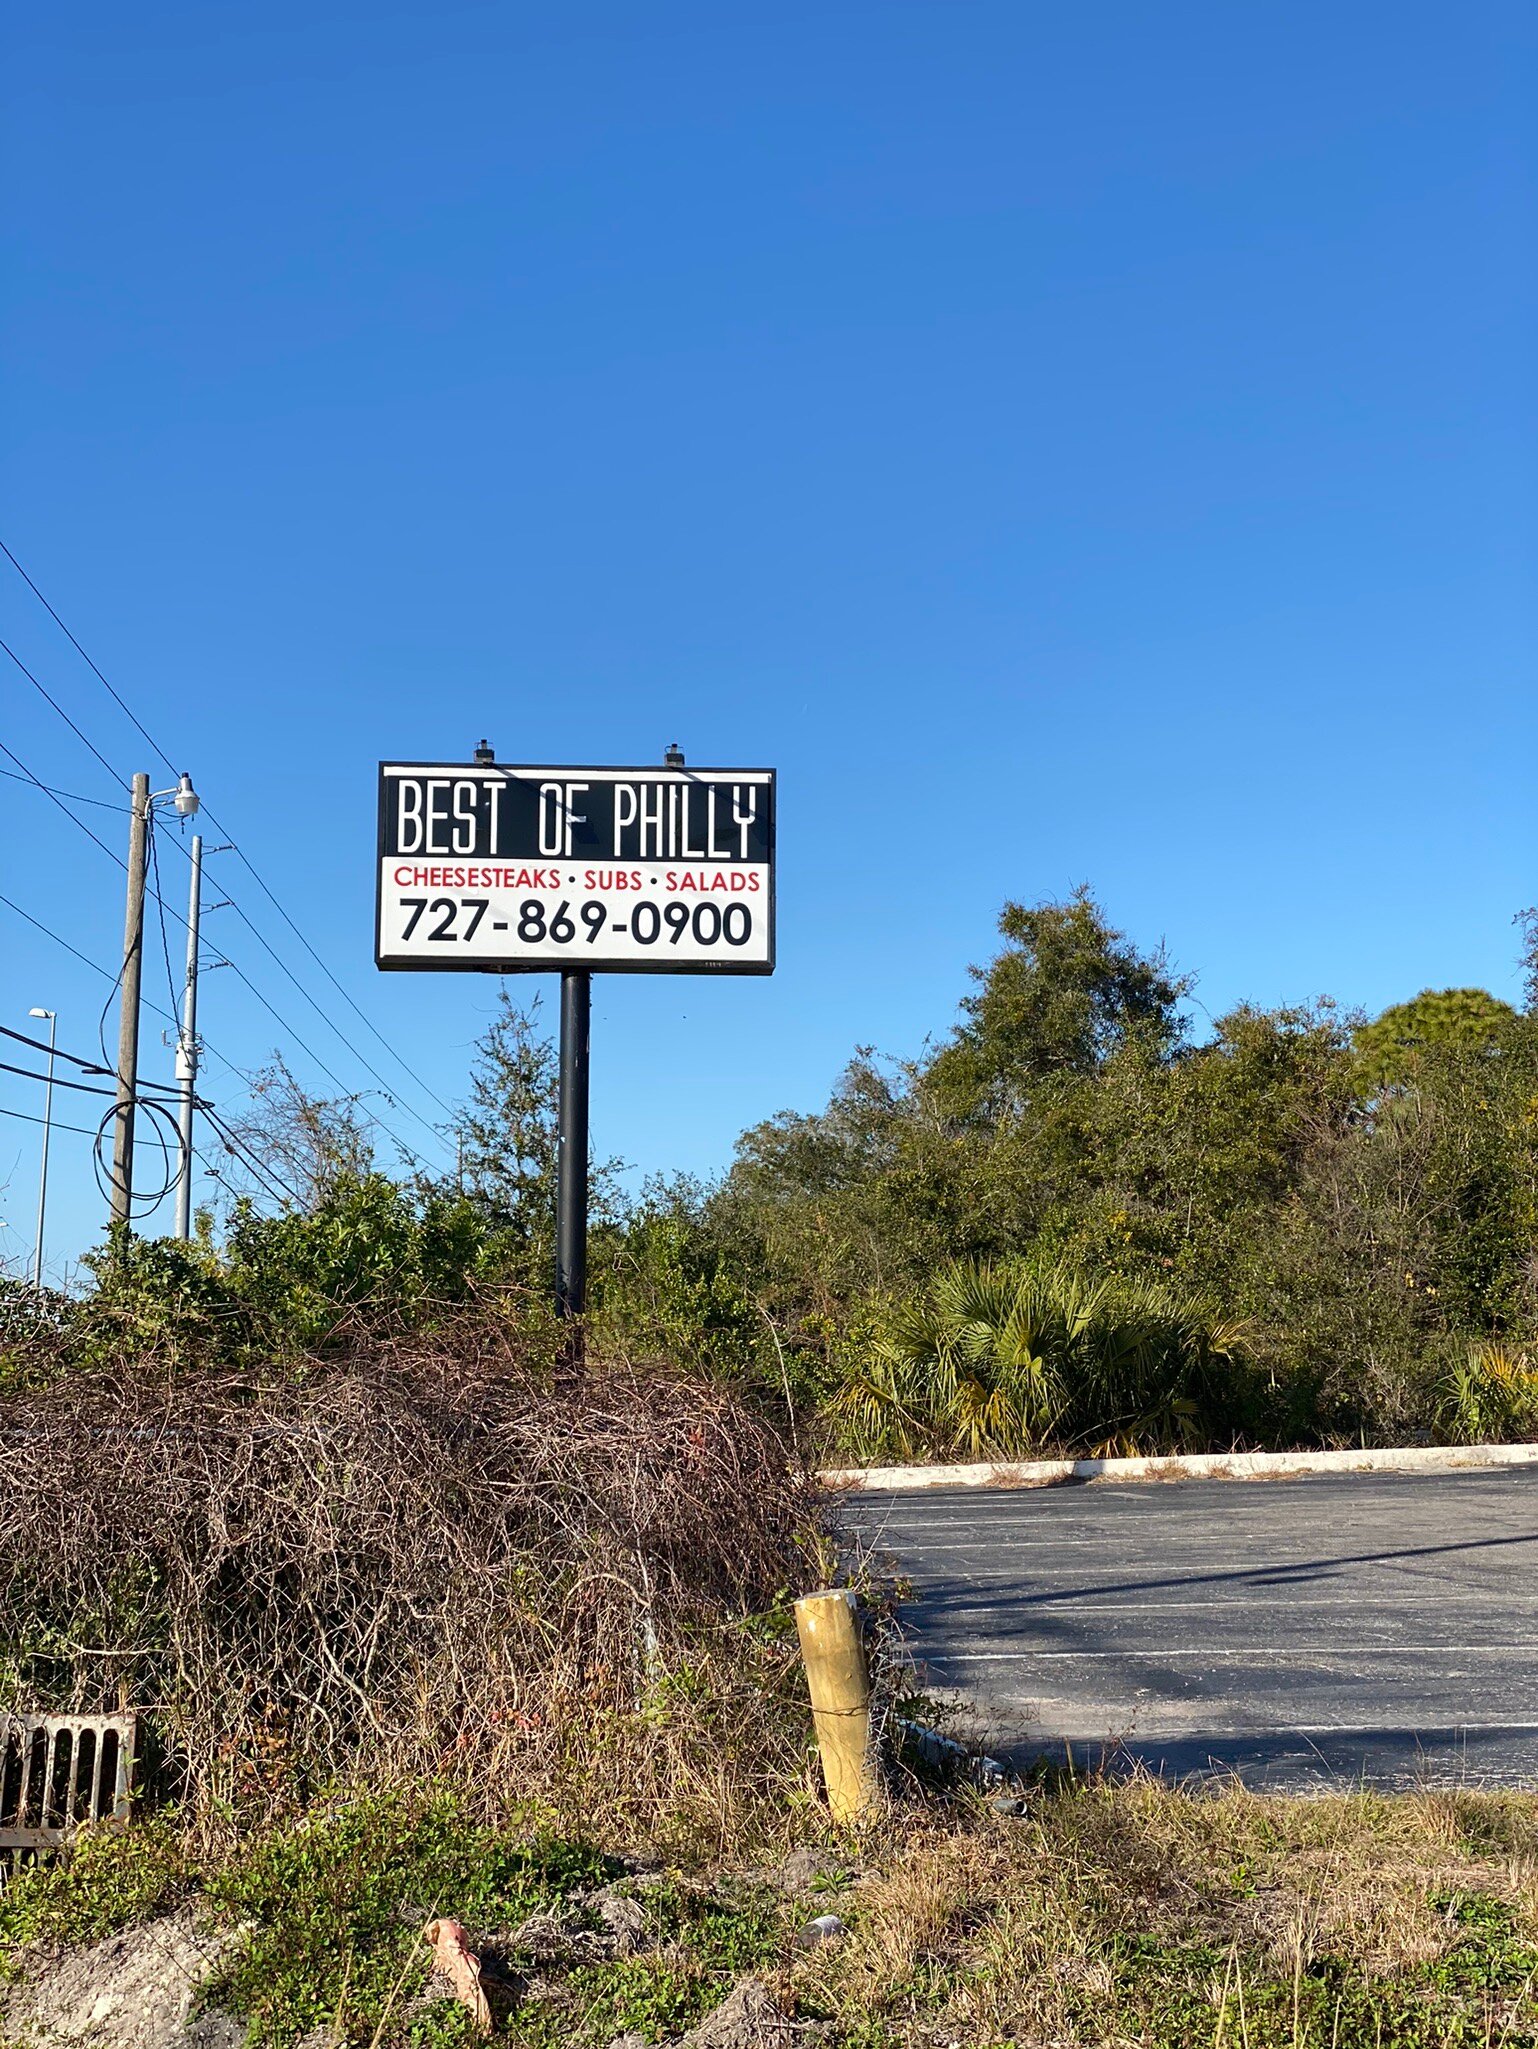 BEST OF PHILLY
CHEESESTEAKS • SUBS • SALADS
727-869-0900